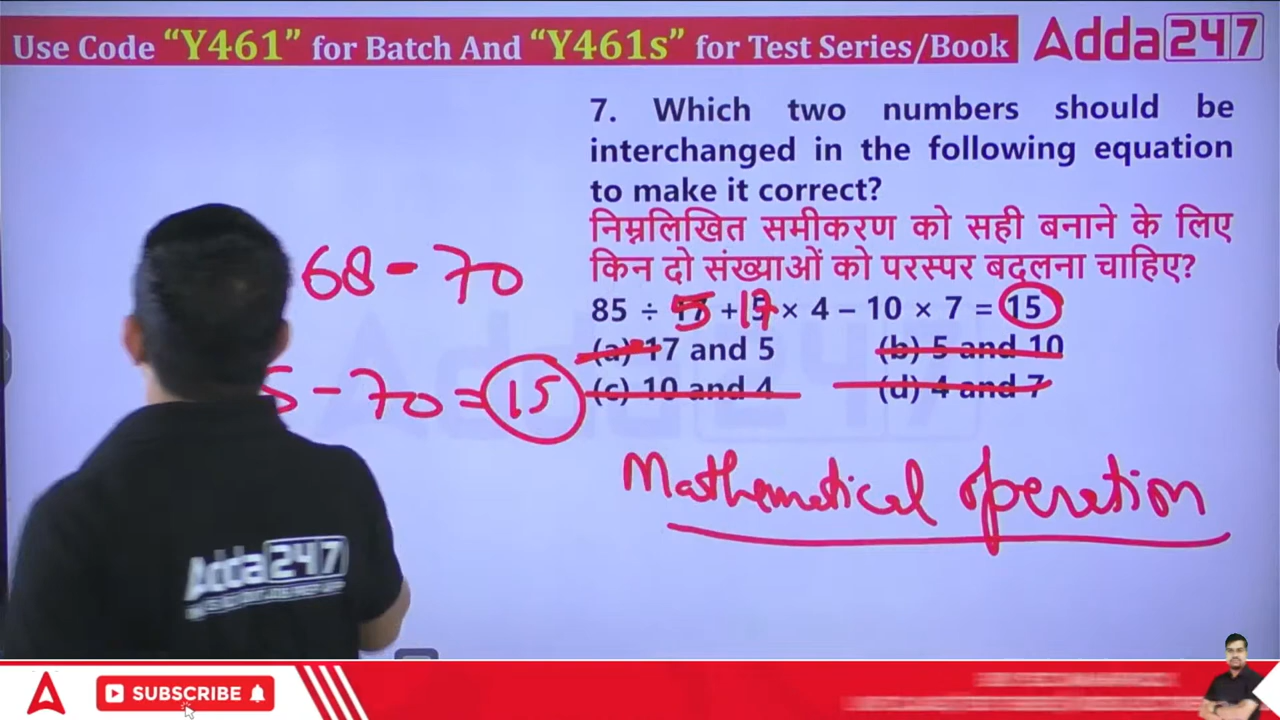 Use Code “Y461” for Batch And “Y461s” for Test Series/Book
Adda247
7. Which two numbers should be
interchanged in the following equation
to make it correct?
निम्नलिखित समीकरण को सही बनाने के लिए
किन दो संख्याओं को परस्पर बदलना चाहिए?
85 ÷ 5 + 17 × 4 – 10 × 7 = 15
(a) 17 and 5 (b) 5 and 10
(c) 10 and 4 (d) 4 and 7
68 - 70
5 - 70 = 15
Mathematical operation
Adda247
SUBSCRIBE